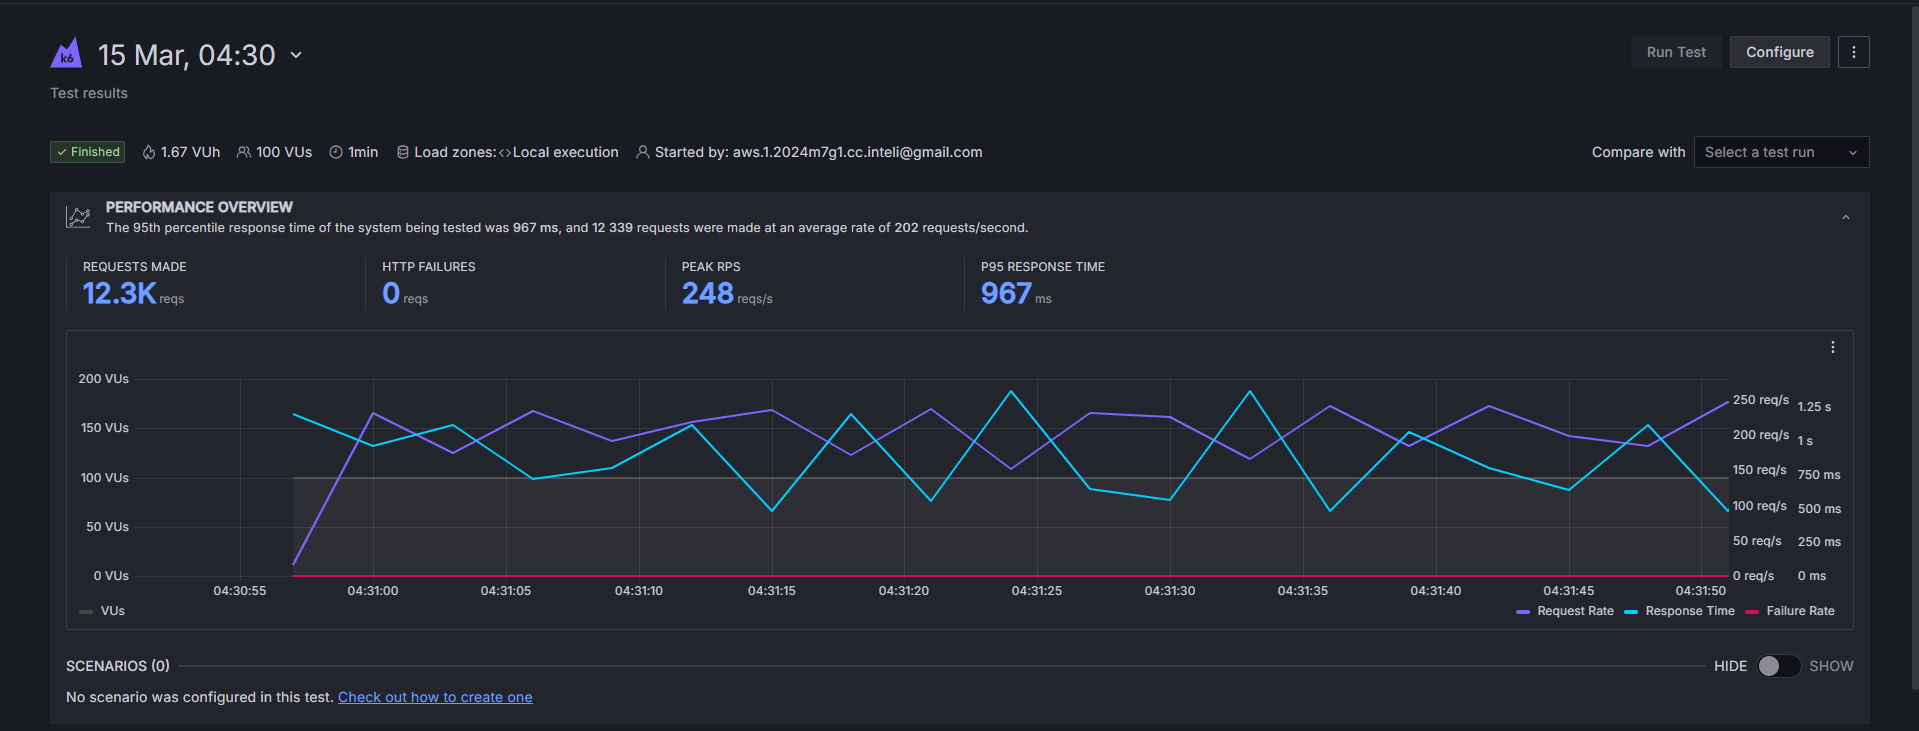 k6 15 Mar, 04:30
Run Test Configure
Test results
Finished 1.67 VUh 100 VUs 1min Load zones: Local execution Started by: aws.1.2024m7g1.cc.inteli@gmail.com Compare with Select a test run
PERFORMANCE OVERVIEW
The 95th percentile response time of the system being tested was 967 ms, and 12 339 requests were made at an average rate of 202 requests/second.
REQUESTS MADE HTTP FAILURES PEAK RPS P95 RESPONSE TIME
12.3K reqs 0 reqs 248 reqs/s 967 ms
200 VUs
250 req/s 1.25 s
150 VUs
200 req/s 1 s
150 req/s 750 ms
100 VUs
100 req/s 500 ms
50 VUs
50 req/s 250 ms
0 VUs 0 req/s 0 ms
04:30:55 04:31:00 04:31:05 04:31:10 04:31:15 04:31:20 04:31:25 04:31:30 04:31:35 04:31:40 04:31:45 04:31:50
VUs Request Rate Response Time Failure Rate
SCENARIOS (0) HIDE SHOW
No scenario was configured in this test. Check out how to create one